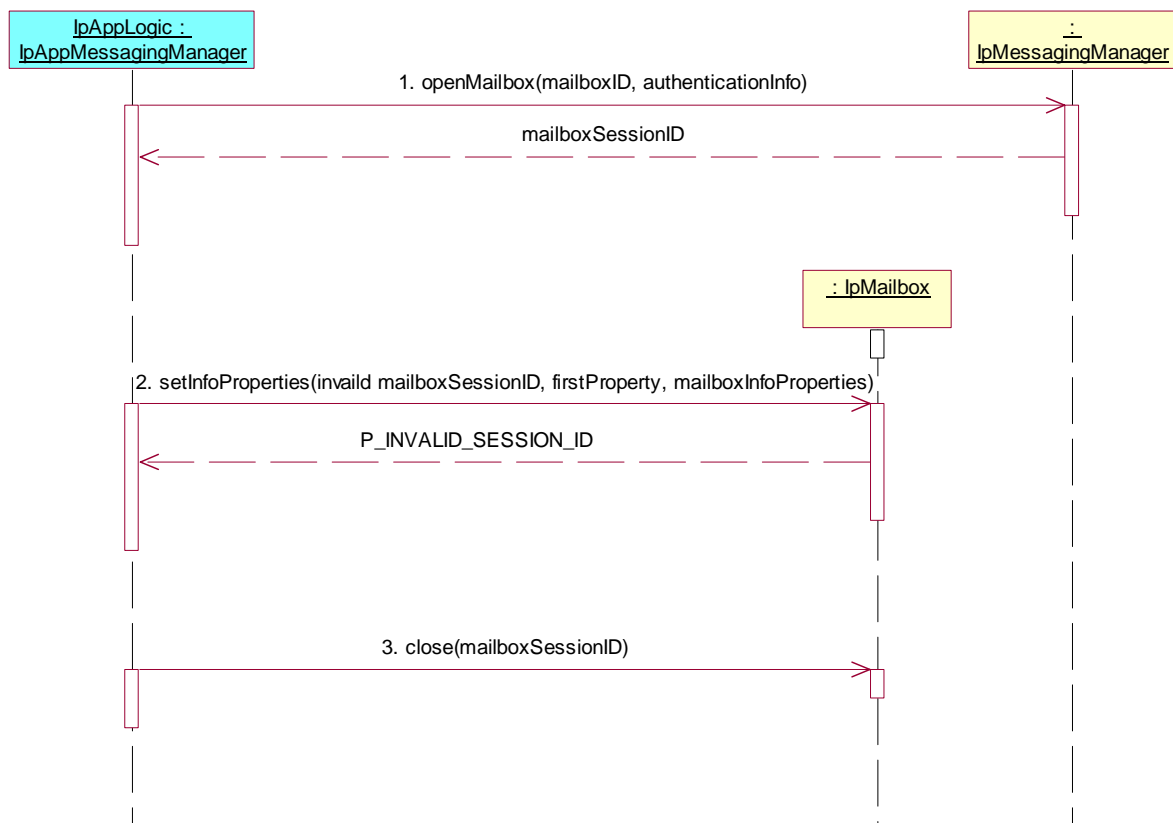 IpAppLogic :
IpAppMessagingManager
:
IpMessagingManager
1. openMailbox(mailboxID, authenticationInfo)
mailboxSessionID
: IpMailbox
2. setInfoProperties(invaild mailboxSessionID, firstProperty, mailboxInfoProperties)
P_INVALID_SESSION_ID
3. close(mailboxSessionID)